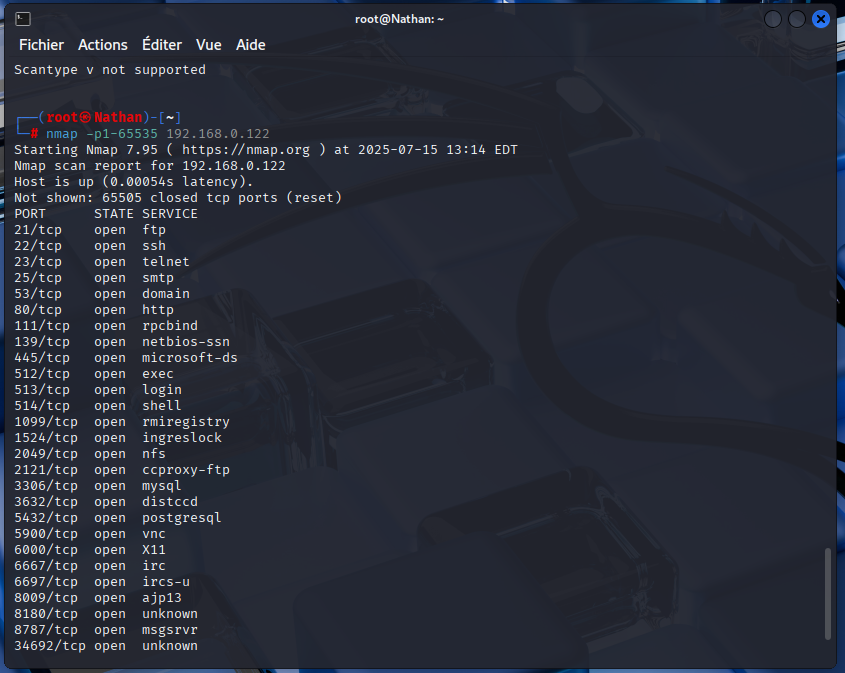 root@Nathan: ~
Fichier Actions Éditer Vue Aide
Scantype v not supported
┌──(root㉿Nathan)-[~]
└─# nmap -p1-65535 192.168.0.122
Starting Nmap 7.95 ( https://nmap.org ) at 2025-07-15 13:14 EDT
Nmap scan report for 192.168.0.122
Host is up (0.00054s latency).
Not shown: 65505 closed tcp ports (reset)
PORT      STATE SERVICE
21/tcp    open  ftp
22/tcp    open  ssh
23/tcp    open  telnet
25/tcp    open  smtp
53/tcp    open  domain
80/tcp    open  http
111/tcp   open  rpcbind
139/tcp   open  netbios-ssn
445/tcp   open  microsoft-ds
512/tcp   open  exec
513/tcp   open  login
514/tcp   open  shell
1099/tcp  open  rmiregistry
1524/tcp  open  ingreslock
2049/tcp  open  nfs
2121/tcp  open  ccproxy-ftp
3306/tcp  open  mysql
3632/tcp  open  distccd
5432/tcp  open  postgresql
5900/tcp  open  vnc
6000/tcp  open  X11
6667/tcp  open  irc
6697/tcp  open  ircs-u
8009/tcp  open  ajp13
8180/tcp  open  unknown
8787/tcp  open  msgsrvr
34692/tcp open  unknown